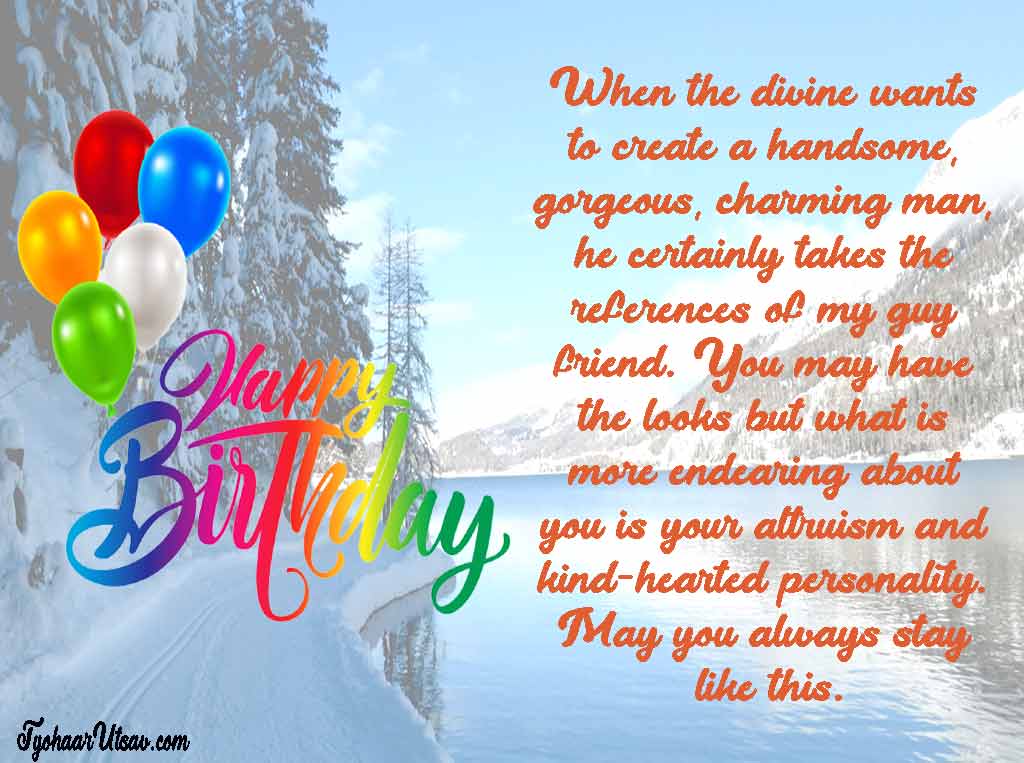 Happy
Birthday
When the divine wants
to create a handsome,
gorgeous, charming man,
he certainly takes the
references of my guy
friend. You may have
the looks but what is
more endearing about
you is your altruism and
kind-hearted personality.
May you always stay
like this.
TyohaarUtsav.com